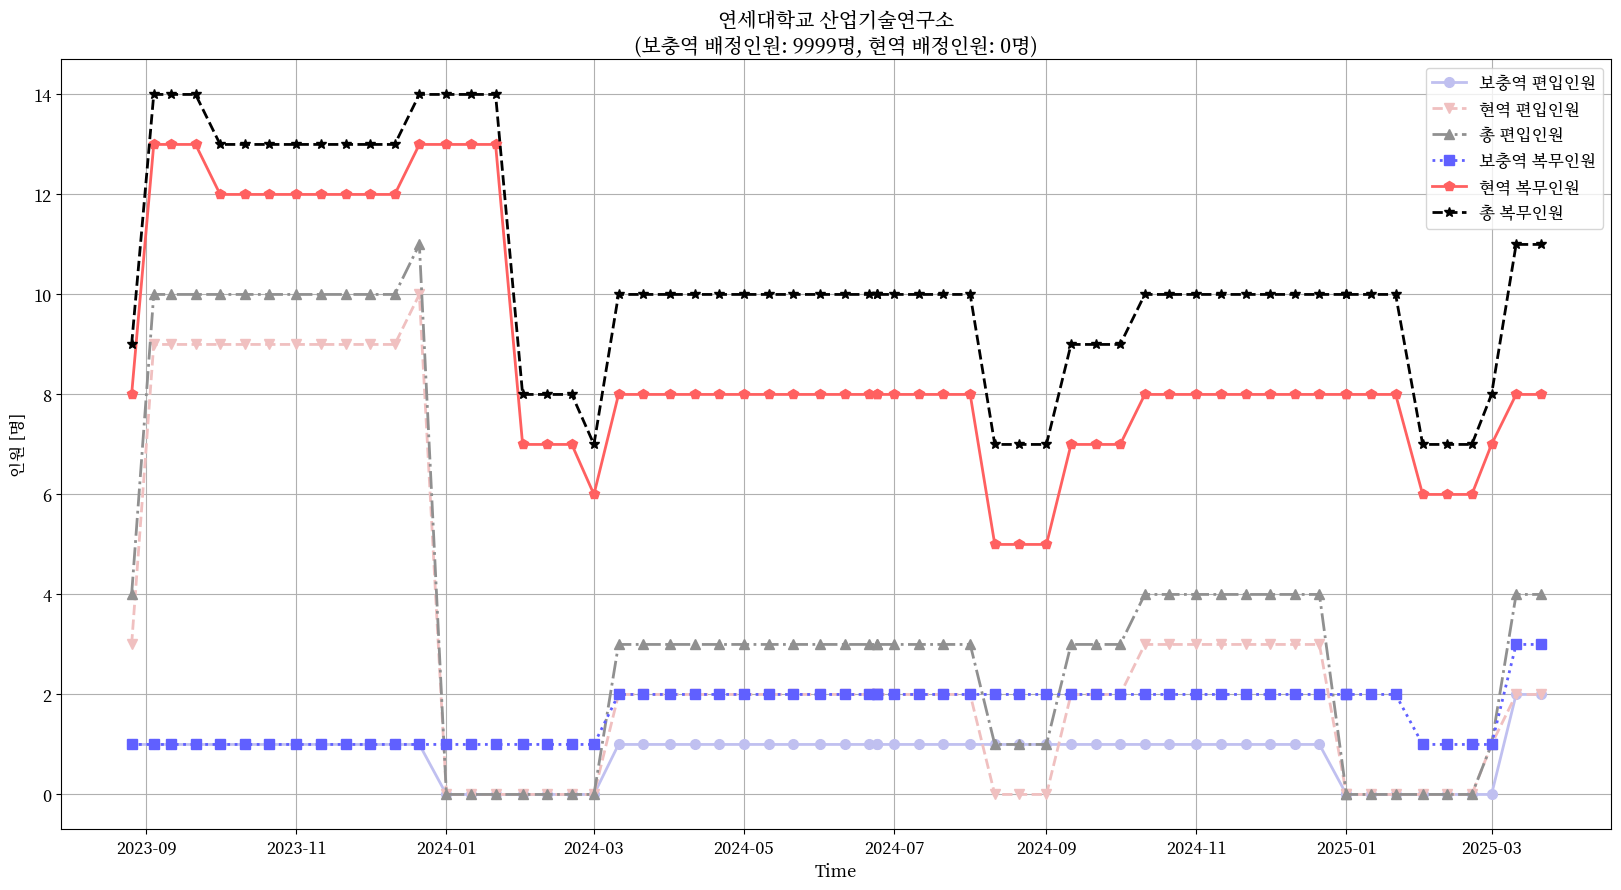 연세대학교 산업기술연구소
(보충역 배정인원: 9999명, 현역 배정인원: 0명)
보충역 편입인원
현역 편입인원
총 편입인원
보충역 복무인원
현역 복무인원
총 복무인원
인원 [명]
14
12
10
8
6
4
2
0
2023-09
2023-11
2024-01
2024-03
2024-05
2024-07
2024-09
2024-11
2025-01
2025-03
Time